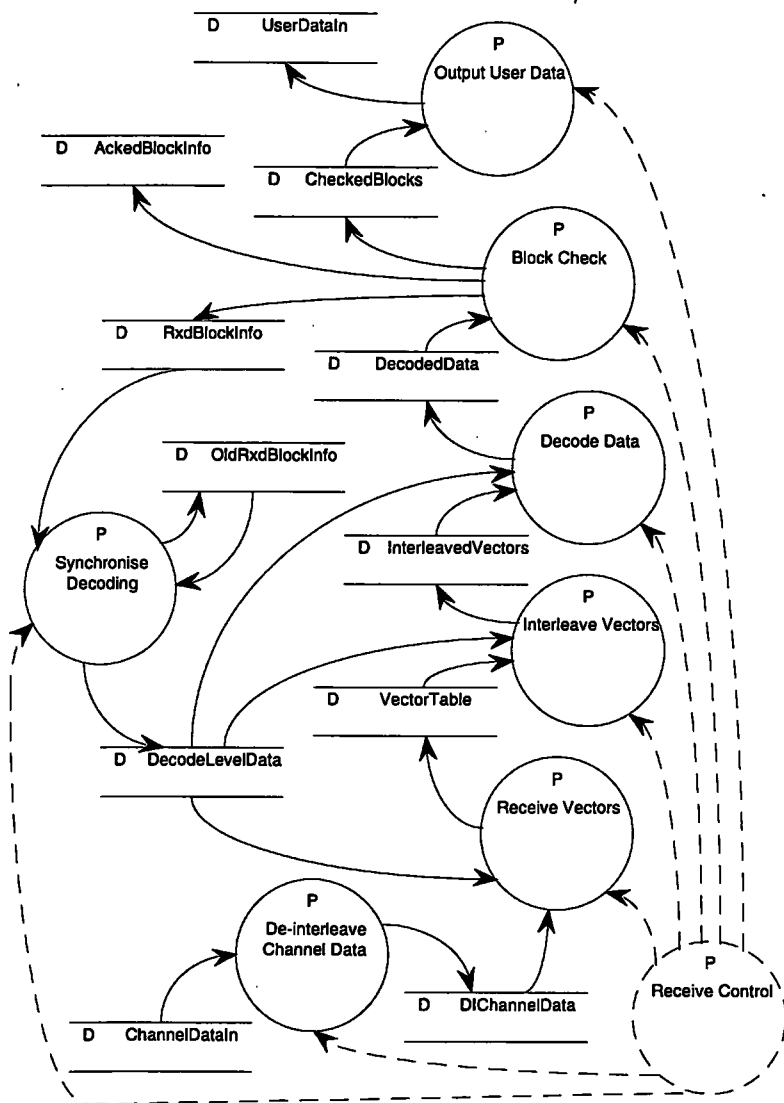 D UserDataIn
P
Output User Data
D AckedBlockInfo
D CheckedBlocks
P
Block Check
D RxdBlockInfo
D DecodedData
P
Decode Data
D OldRxdBlockInfo
P
Synchronise
Decoding
D InterleavedVectors
P
Interleave Vectors
D VectorTable
D DecodeLevelData
P
Receive Vectors
P
De-interleave
Channel Data
P
Receive Control
D DIChannelData
D ChannelDataIn